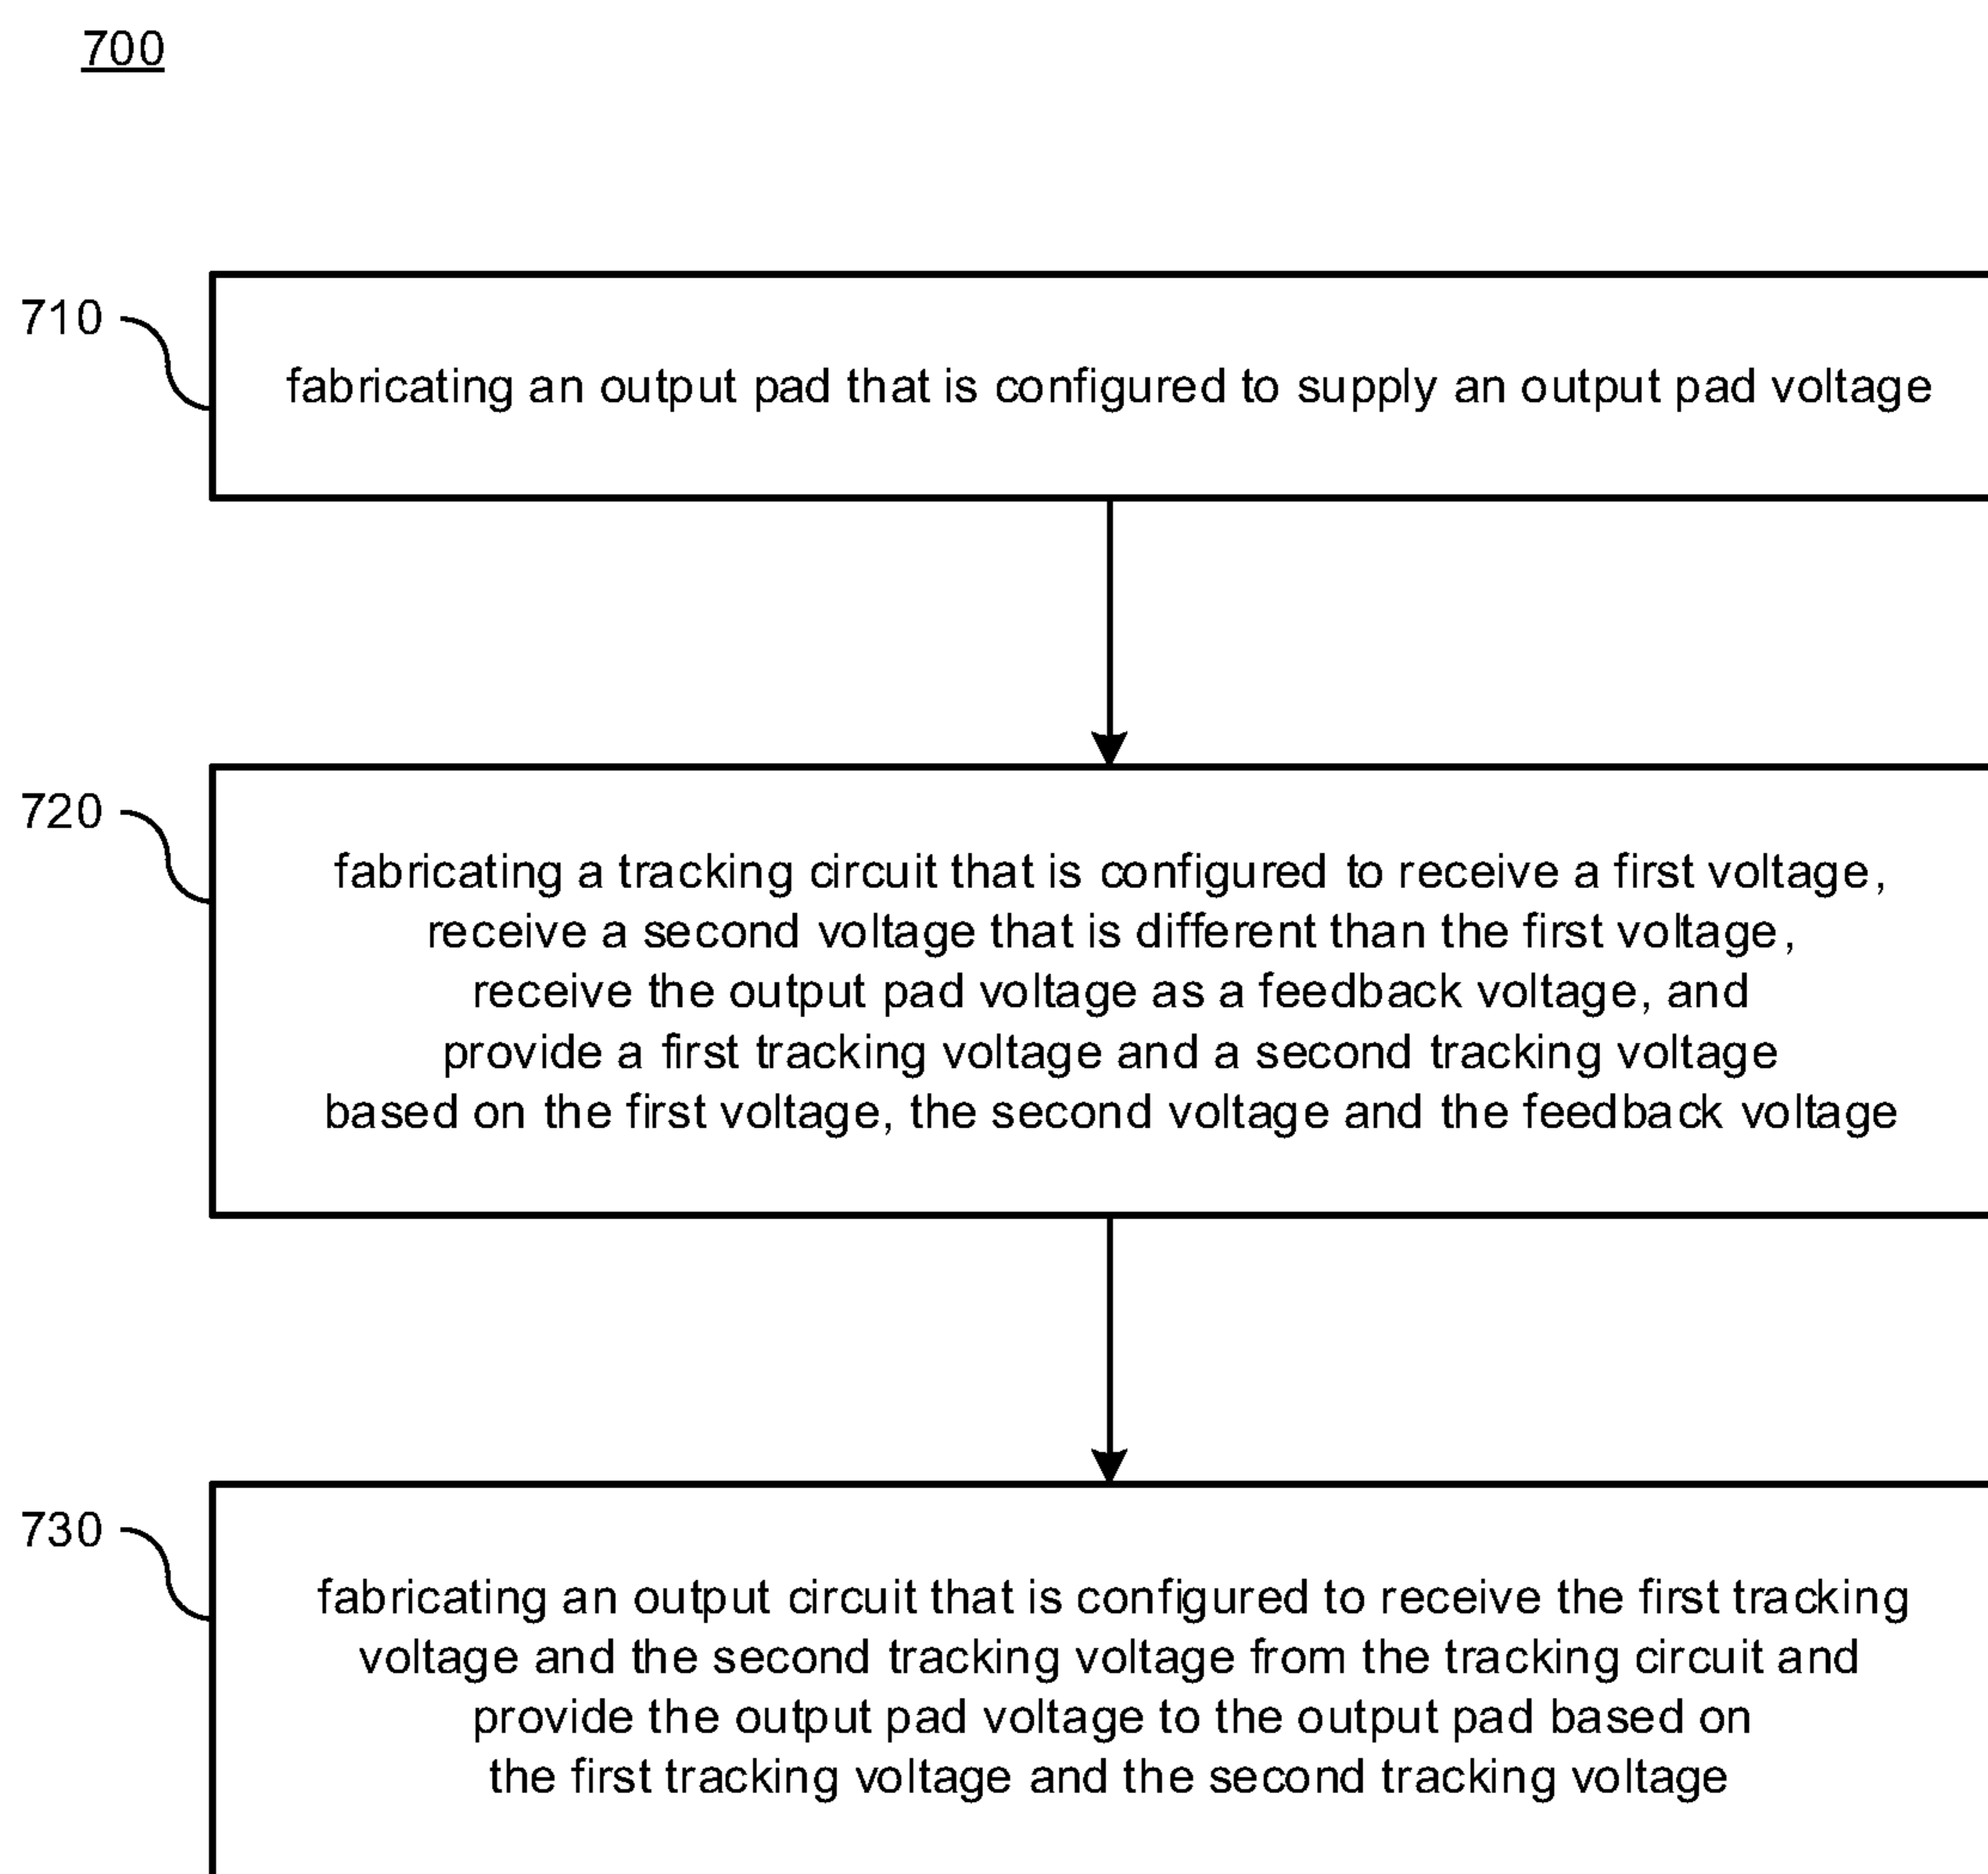 700
710
fabricating an output pad that is configured to supply an output pad voltage
720
fabricating a tracking circuit that is configured to receive a first voltage,
receive a second voltage that is different than the first voltage,
receive the output pad voltage as a feedback voltage, and
provide a first tracking voltage and a second tracking voltage
based on the first voltage, the second voltage and the feedback voltage
730
fabricating an output circuit that is configured to receive the first tracking
voltage and the second tracking voltage from the tracking circuit and
provide the output pad voltage to the output pad based on
the first tracking voltage and the second tracking voltage